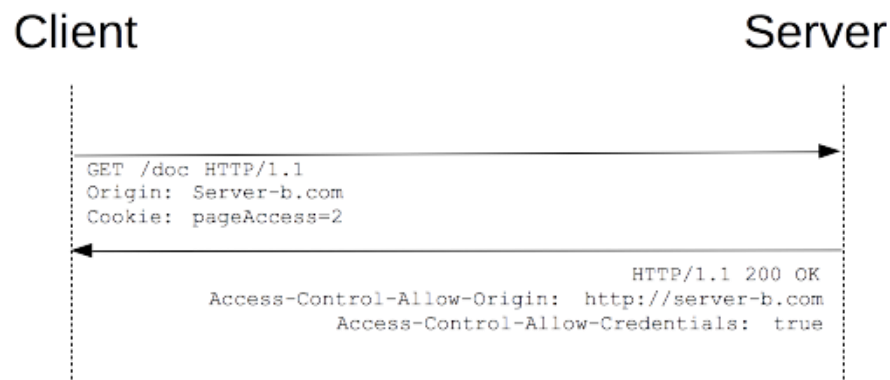 Client
Server
GET /doc HTTP/1.1
Origin: Server-b.com
Cookie: pageAccess=2
HTTP/1.1 200 OK
Access-Control-Allow-Origin: http://server-b.com
Access-Control-Allow-Credentials: true